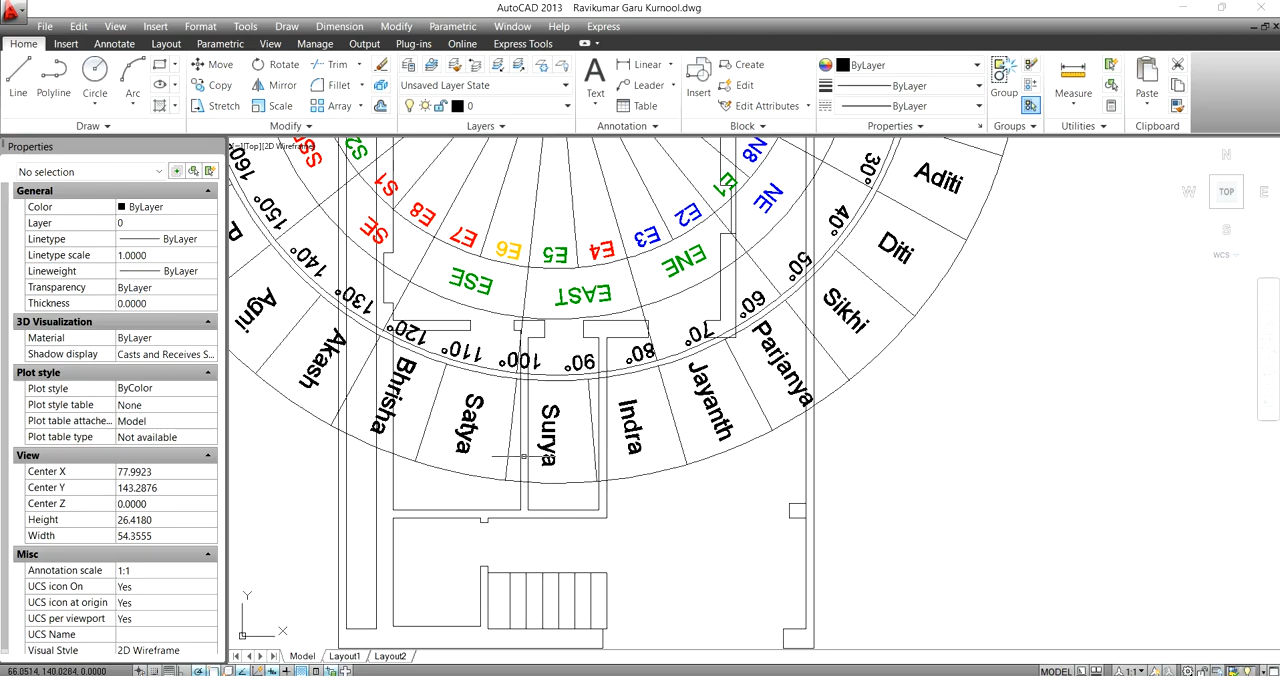 AutoCAD 2013 Ravikumar Garu Kurnool.dwg
File Edit View Insert Format Tools Draw Dimension Modify Parametric Window Help Express
Home Insert Annotate Layout Parametric View Manage Output Plug-ins Online Express Tools
Move Rotate Trim Linear Create ByLayer
Line Polyline Circle Arc Copy Mirror Fillet Unsaved Layer State Text Leader Insert Edit ByLayer Group Measure Paste
Stretch Scale Array 0 Table Edit Attributes ByLayer
Draw Modify Layers Annotation Block Properties Groups Utilities Clipboard
Properties
No selection
General
Color ByLayer
Layer 0
Linetype ByLayer
Linetype scale 1.0000
Lineweight ByLayer
Transparency ByLayer
Thickness 0.0000
3D Visualization
Material ByLayer
Shadow display Casts and Receives S...
Plot style
Plot style ByColor
Plot style table None
Plot table attache... Model
Plot table type Not available
View
Center X 77.9923
Center Y 143.2876
Center Z 0.0000
Height 26.4180
Width 54.3555
Misc
Annotation scale 1:1
UCS icon On Yes
UCS icon at origin Yes
UCS per viewport Yes
UCS Name
Visual Style 2D Wireframe
[Top][2D Wireframe]
S2 S1 E8 E7 E6 E5 E4 E3 E2 E1 N8
SE ESE EAST ENE NE
160° 150° 140° 130° 120° 110° 100° 90° 80° 70° 60° 50° 40° 30°
Agni Akash Bhrisha Satya Surya Indra Jayanth Parjanya Sikhi Diti Aditi
N
W TOP E
S
WCS
Y
X
Model Layout1 Layout2
66.0514, 140.0284, 0.0000 MODEL 1:1